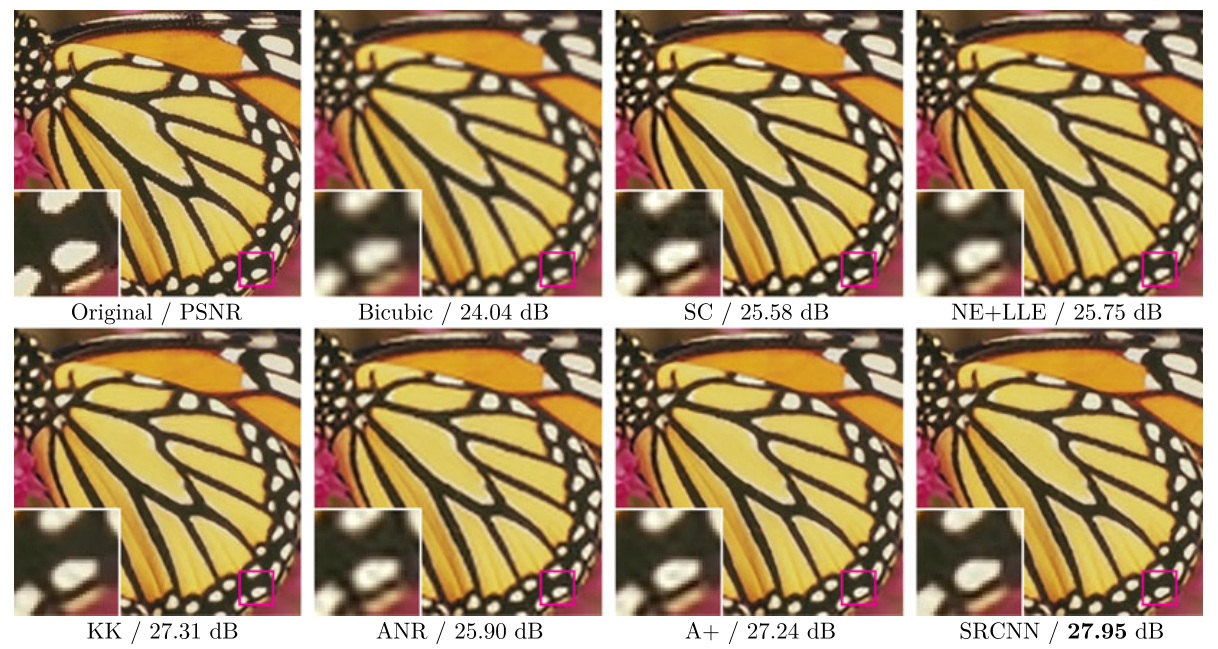 Original / PSNR
Bicubic / 24.04 dB
SC / 25.58 dB
NE+LLE / 25.75 dB
KK / 27.31 dB
ANR / 25.90 dB
A+ / 27.24 dB
SRCNN / 27.95 dB